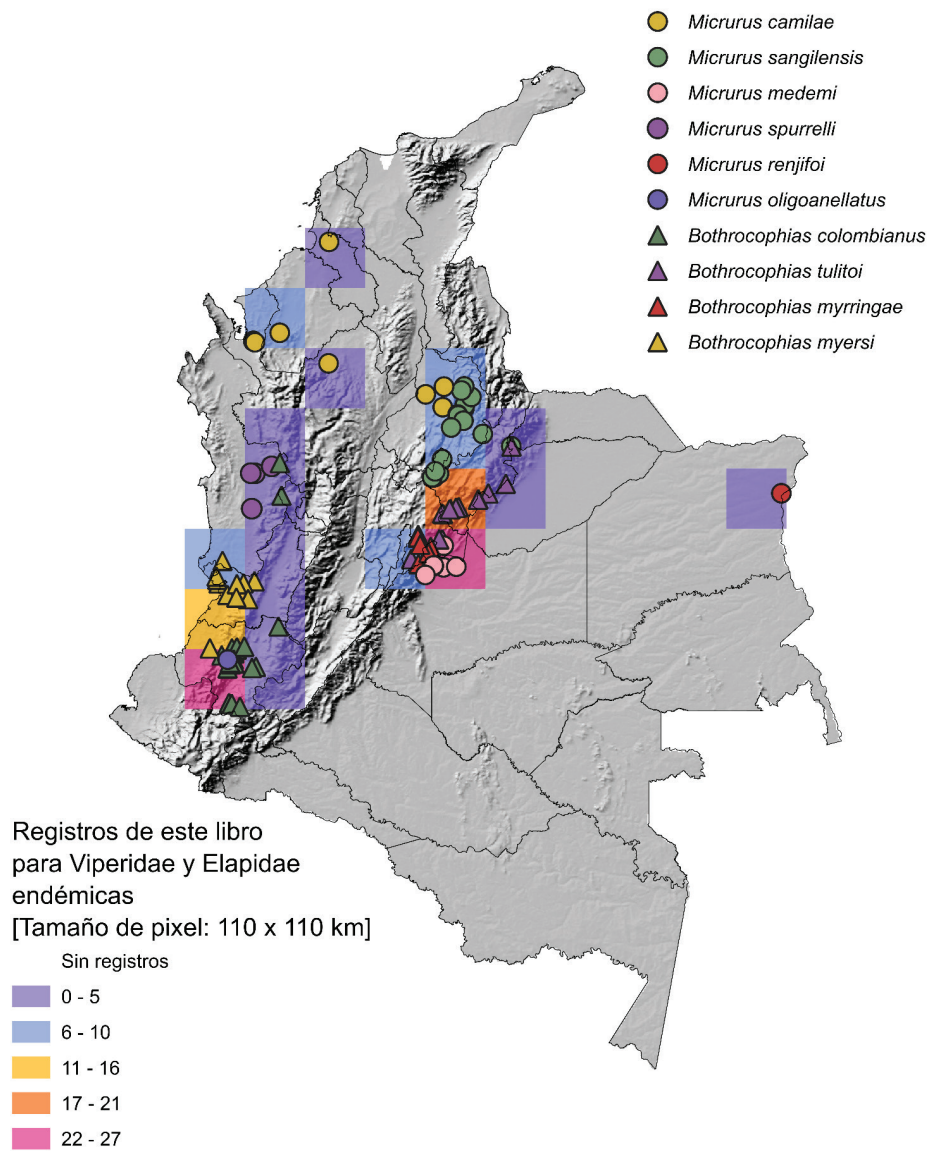 Micrurus camilae
Micrurus sangilensis
Micrurus medemi
Micrurus spurrelli
Micrurus renjifoi
Micrurus oligoanellatus
Bothrocophias colombianus
Bothrocophias tulitoi
Bothrocophias myrringae
Bothrocophias myersi
Registros de este libro
para Viperidae y Elapidae
endémicas
[Tamaño de pixel: 110 x 110 km]
Sin registros
0 - 5
6 - 10
11 - 16
17 - 21
22 - 27